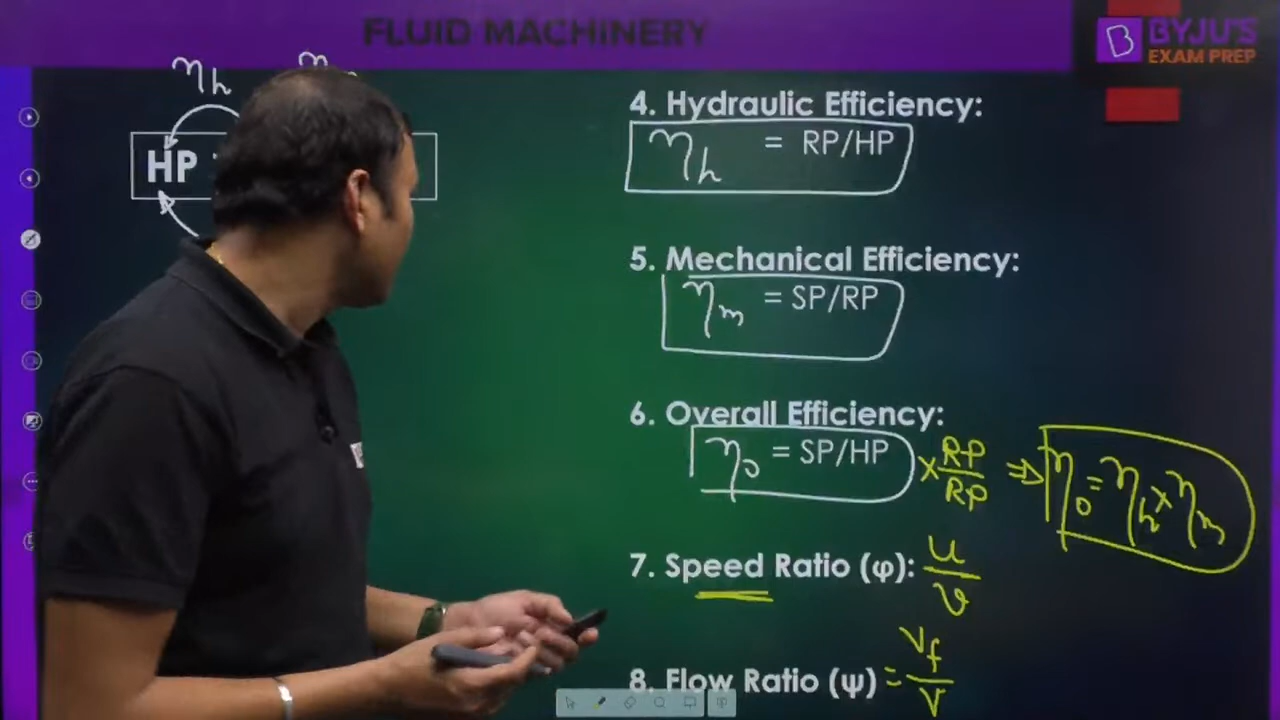 FLUID MACHINERY
BYJU'S
EXAM PREP
ηh
HP
4. Hydraulic Efficiency:
ηh = RP/HP
5. Mechanical Efficiency:
ηm = SP/RP
6. Overall Efficiency:
ηo = SP/HP × RP/RP ⇒ ηo = ηh × ηm
7. Speed Ratio (φ): u/v
8. Flow Ratio (ψ) = Vf/V